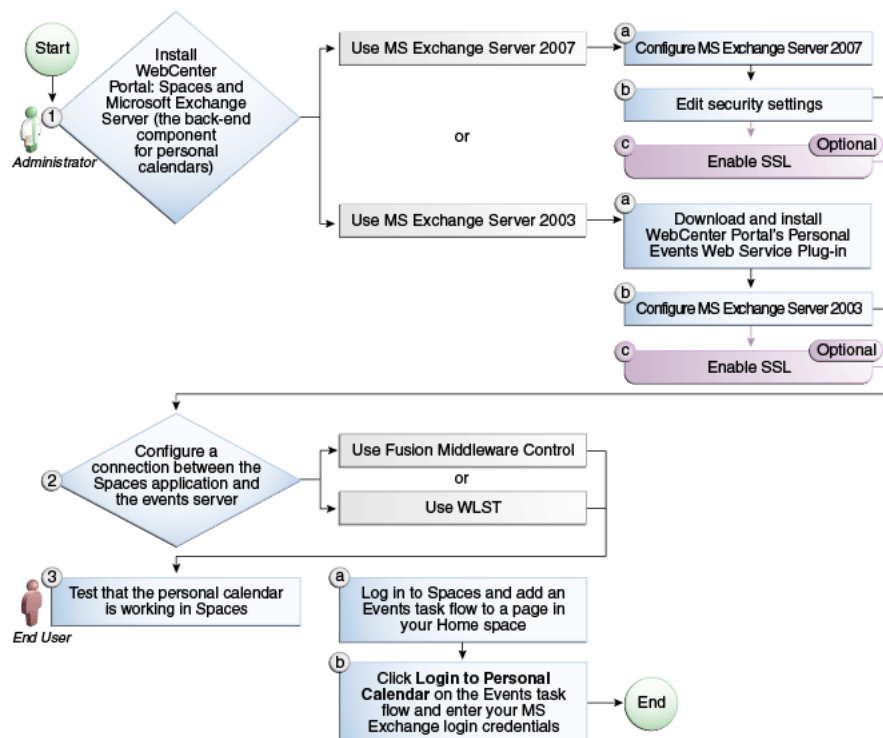 Start
1
Administrator
Install
WebCenter
Portal: Spaces and
Microsoft Exchange
Server (the back-end
component
for personal
calendars)
Use MS Exchange Server 2007
a
Configure MS Exchange Server 2007
b
Edit security settings
c
Optional
Enable SSL
or
Use MS Exchange Server 2003
a
Download and install
WebCenter Portal's Personal
Events Web Service Plug-in
b
Configure MS Exchange Server 2003
c
Optional
Enable SSL
2
Configure a
connection between the
Spaces application and
the events server
Use Fusion Middleware Control
or
Use WLST
3
End User
Test that the personal calendar
is working in Spaces
a
Log in to Spaces and add an
Events task flow to a page in
your Home space
b
Click Login to Personal
Calendar on the Events task
flow and enter your MS
Exchange login credentials
End